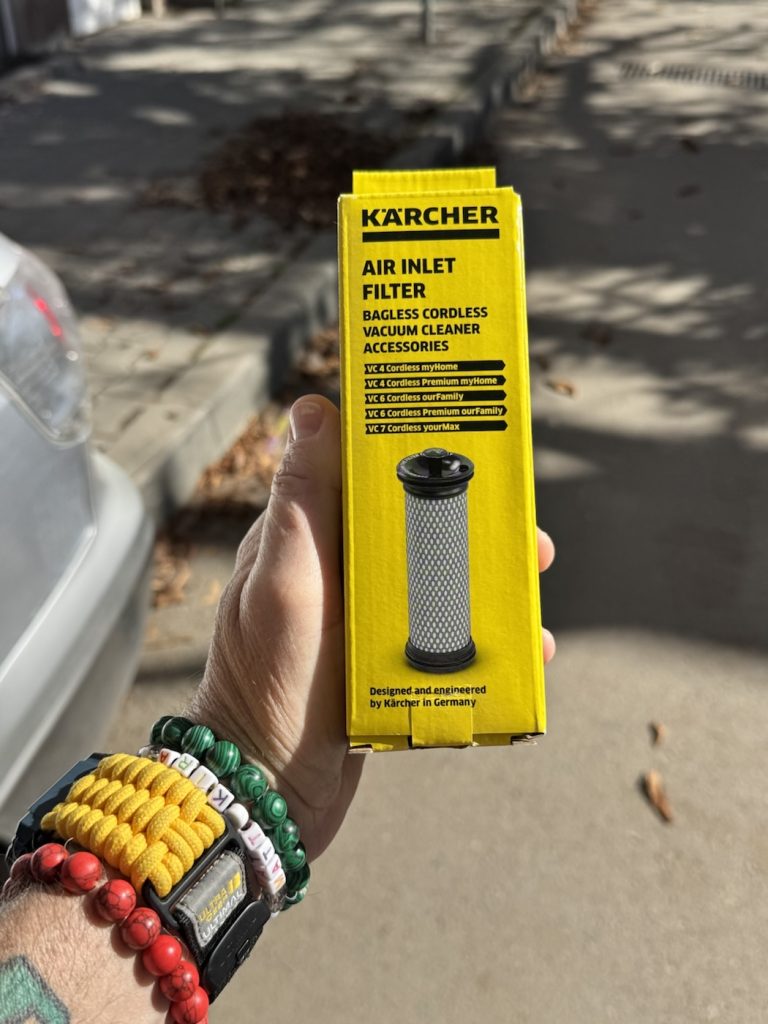 KÄRCHER
AIR INLET
FILTER
BAGLESS CORDLESS
VACUUM CLEANER
ACCESSORIES
VC 4 Cordless myHome
VC 4 Cordless Premium myHome
VC 6 Cordless ourFamily
VC 6 Cordless Premium ourFamily
VC 7 Cordless yourMax
Designed and engineered
by Kärcher in Germany
ULTIMAL